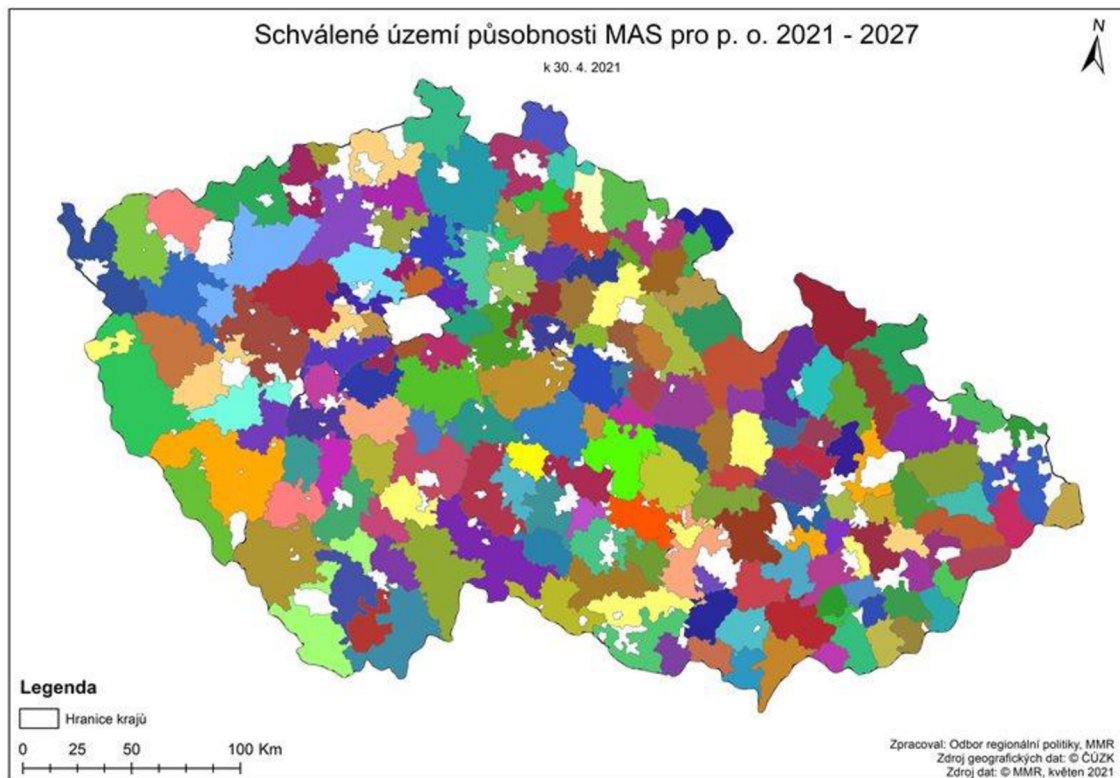 Schválené území působnosti MAS pro p. o. 2021 - 2027
k 30. 4. 2021
N
Legenda
Hranice krajů
0 25 50 100 Km
Zpracoval: Odbor regionální politiky, MMR
Zdroj geografických dat: © ČÚZK
Zdroj dat: © MMR, květen 2021